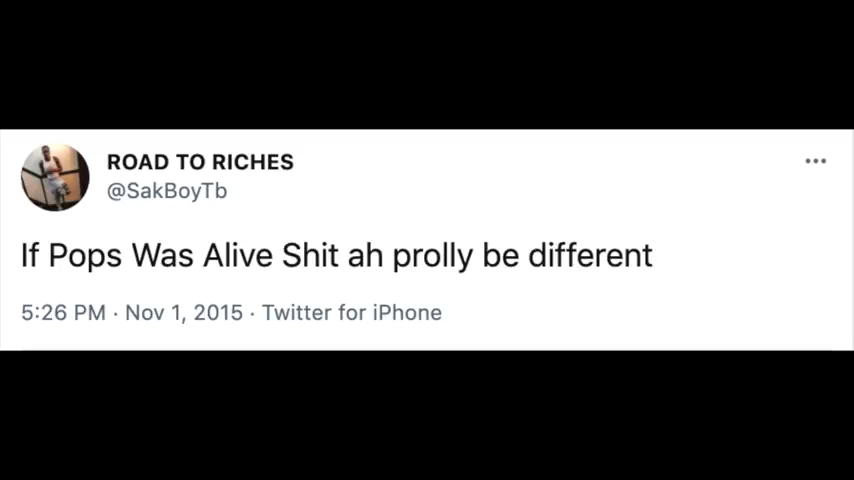 ROAD TO RICHES
@SakBoyTb
If Pops Was Alive Shit ah prolly be different
5:26 PM · Nov 1, 2015 · Twitter for iPhone